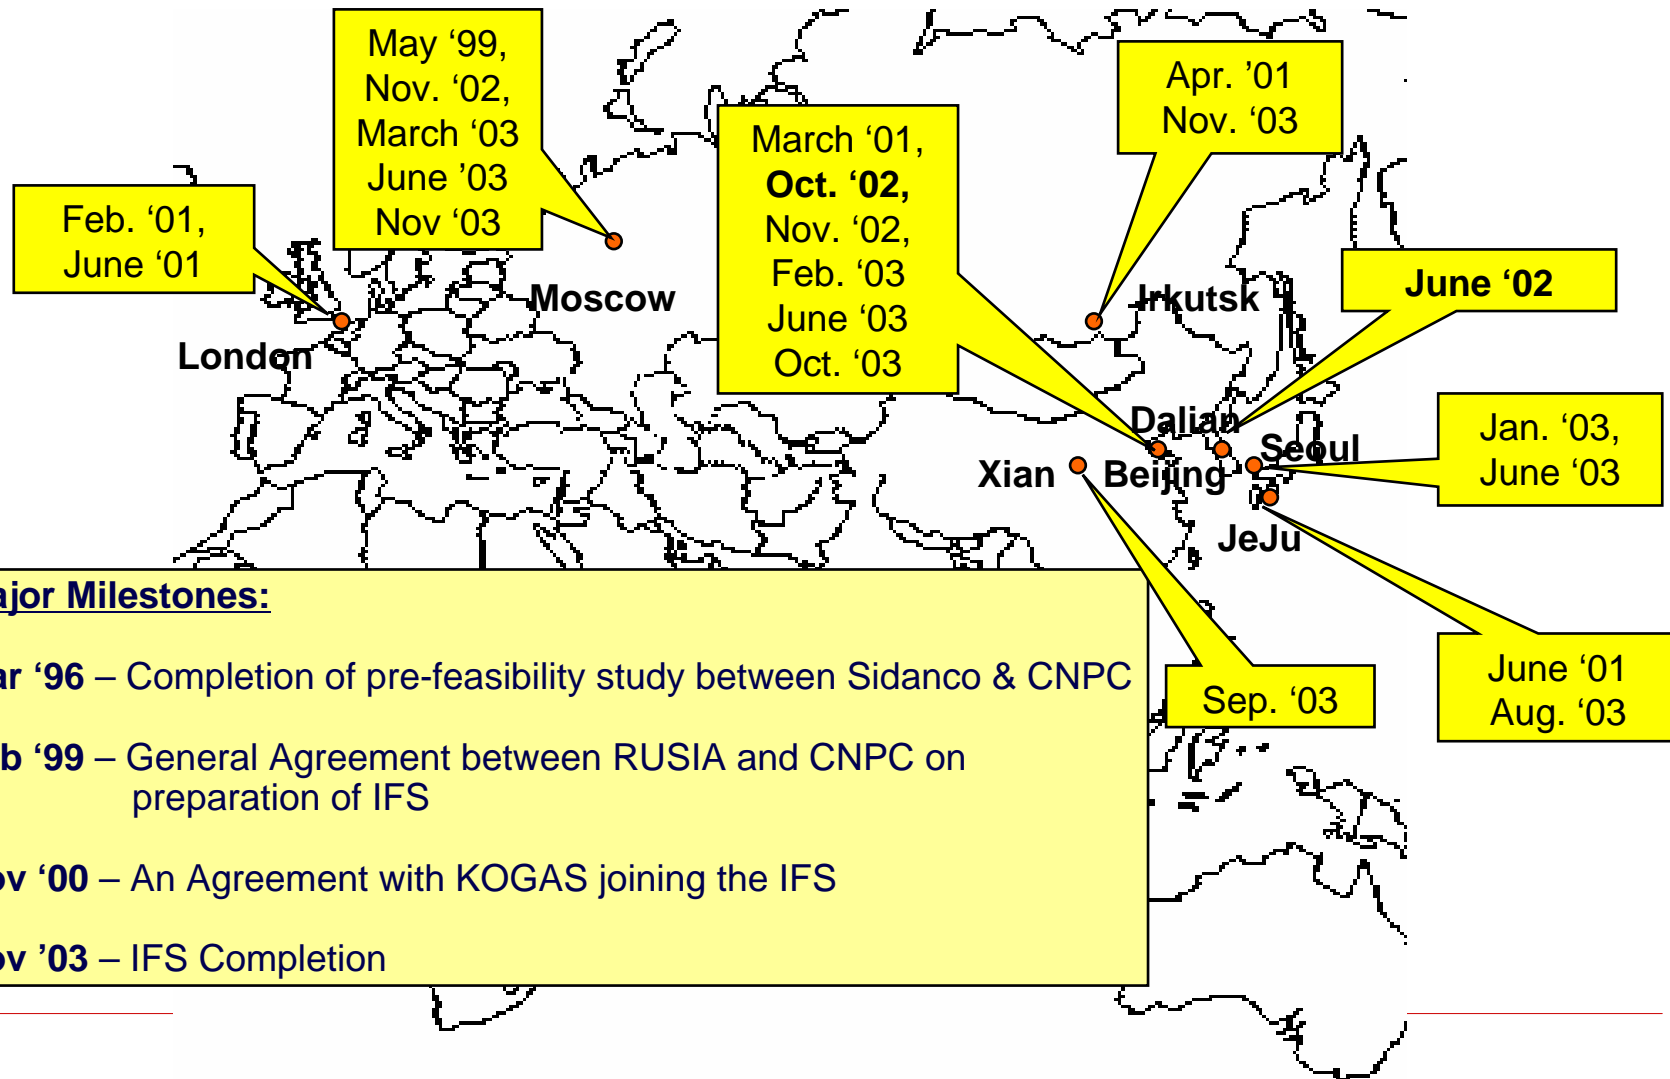 May ‘99,
Nov. ‘02,
March ‘03
June ’03
Nov ‘03
Apr. ’01
Nov. ‘03
March ‘01,
Oct. ‘02,
Nov. ‘02,
Feb. ‘03
June ‘03
Oct. ‘03
Feb. ‘01,
June ‘01
June ‘02
Moscow
Irkutsk
London
Dalian
Seoul
Xian
Beijing
JeJu
Jan. ‘03,
June ‘03
June ‘01
Aug. ‘03
Sep. ‘03
ajor Milestones:
ar ‘96 – Completion of pre-feasibility study between Sidanco & CNPC
b ‘99 – General Agreement between RUSIA and CNPC on
preparation of IFS
ov ‘00 – An Agreement with KOGAS joining the IFS
ov ’03 – IFS Completion